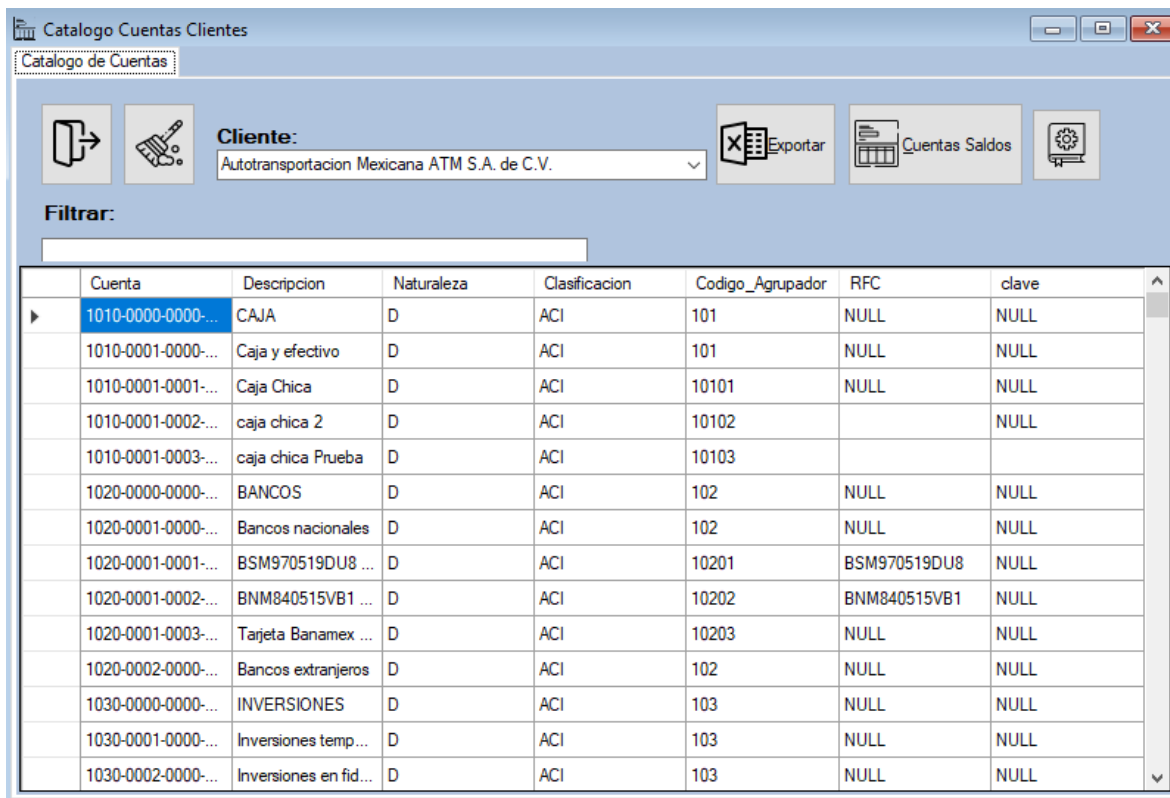 Catalogo Cuentas Clientes
Catalogo de Cuentas
Cliente:
Autotransportacion Mexicana ATM S.A. de C.V.
Exportar
Cuentas Saldos
Filtrar:
Cuenta Descripcion Naturaleza Clasificacion Codigo_Agrupador RFC clave
1010-0000-0000-... CAJA D ACI 101 NULL NULL
1010-0001-0000-... Caja y efectivo D ACI 101 NULL NULL
1010-0001-0001-... Caja Chica D ACI 10101 NULL NULL
1010-0001-0002-... caja chica 2 D ACI 10102 NULL
1010-0001-0003-... caja chica Prueba D ACI 10103
1020-0000-0000-... BANCOS D ACI 102 NULL NULL
1020-0001-0000-... Bancos nacionales D ACI 102 NULL NULL
1020-0001-0001-... BSM970519DU8 ... D ACI 10201 BSM970519DU8 NULL
1020-0001-0002-... BNM840515VB1 ... D ACI 10202 BNM840515VB1 NULL
1020-0001-0003-... Tarjeta Banamex ... D ACI 10203 NULL NULL
1020-0002-0000-... Bancos extranjeros D ACI 102 NULL NULL
1030-0000-0000-... INVERSIONES D ACI 103 NULL NULL
1030-0001-0000-... Inversiones temp... D ACI 103 NULL NULL
1030-0002-0000-... Inversiones en fid... D ACI 103 NULL NULL